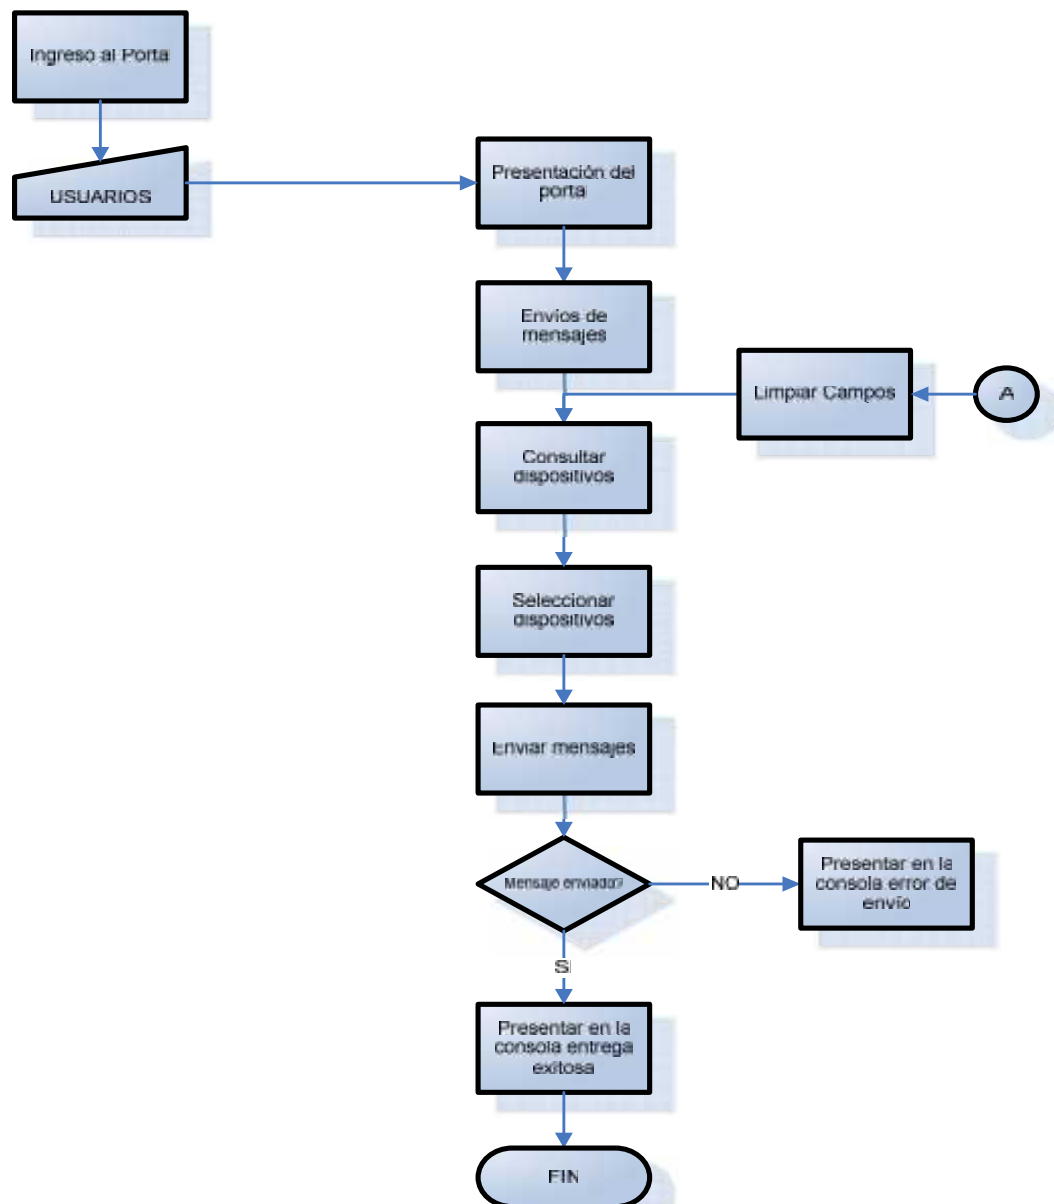 Ingreso al Porta
USUARIOS
Presentación del
porta
Envíos de
mensajes
Limpiar Campos
A
Consultar
dispositivos
Seleccionar
dispositivos
Enviar mensajes
Mensaje enviado?
NO
Presentar en la
consola error de
envío
SI
Presentar en la
consola entrega
exitosa
FIN